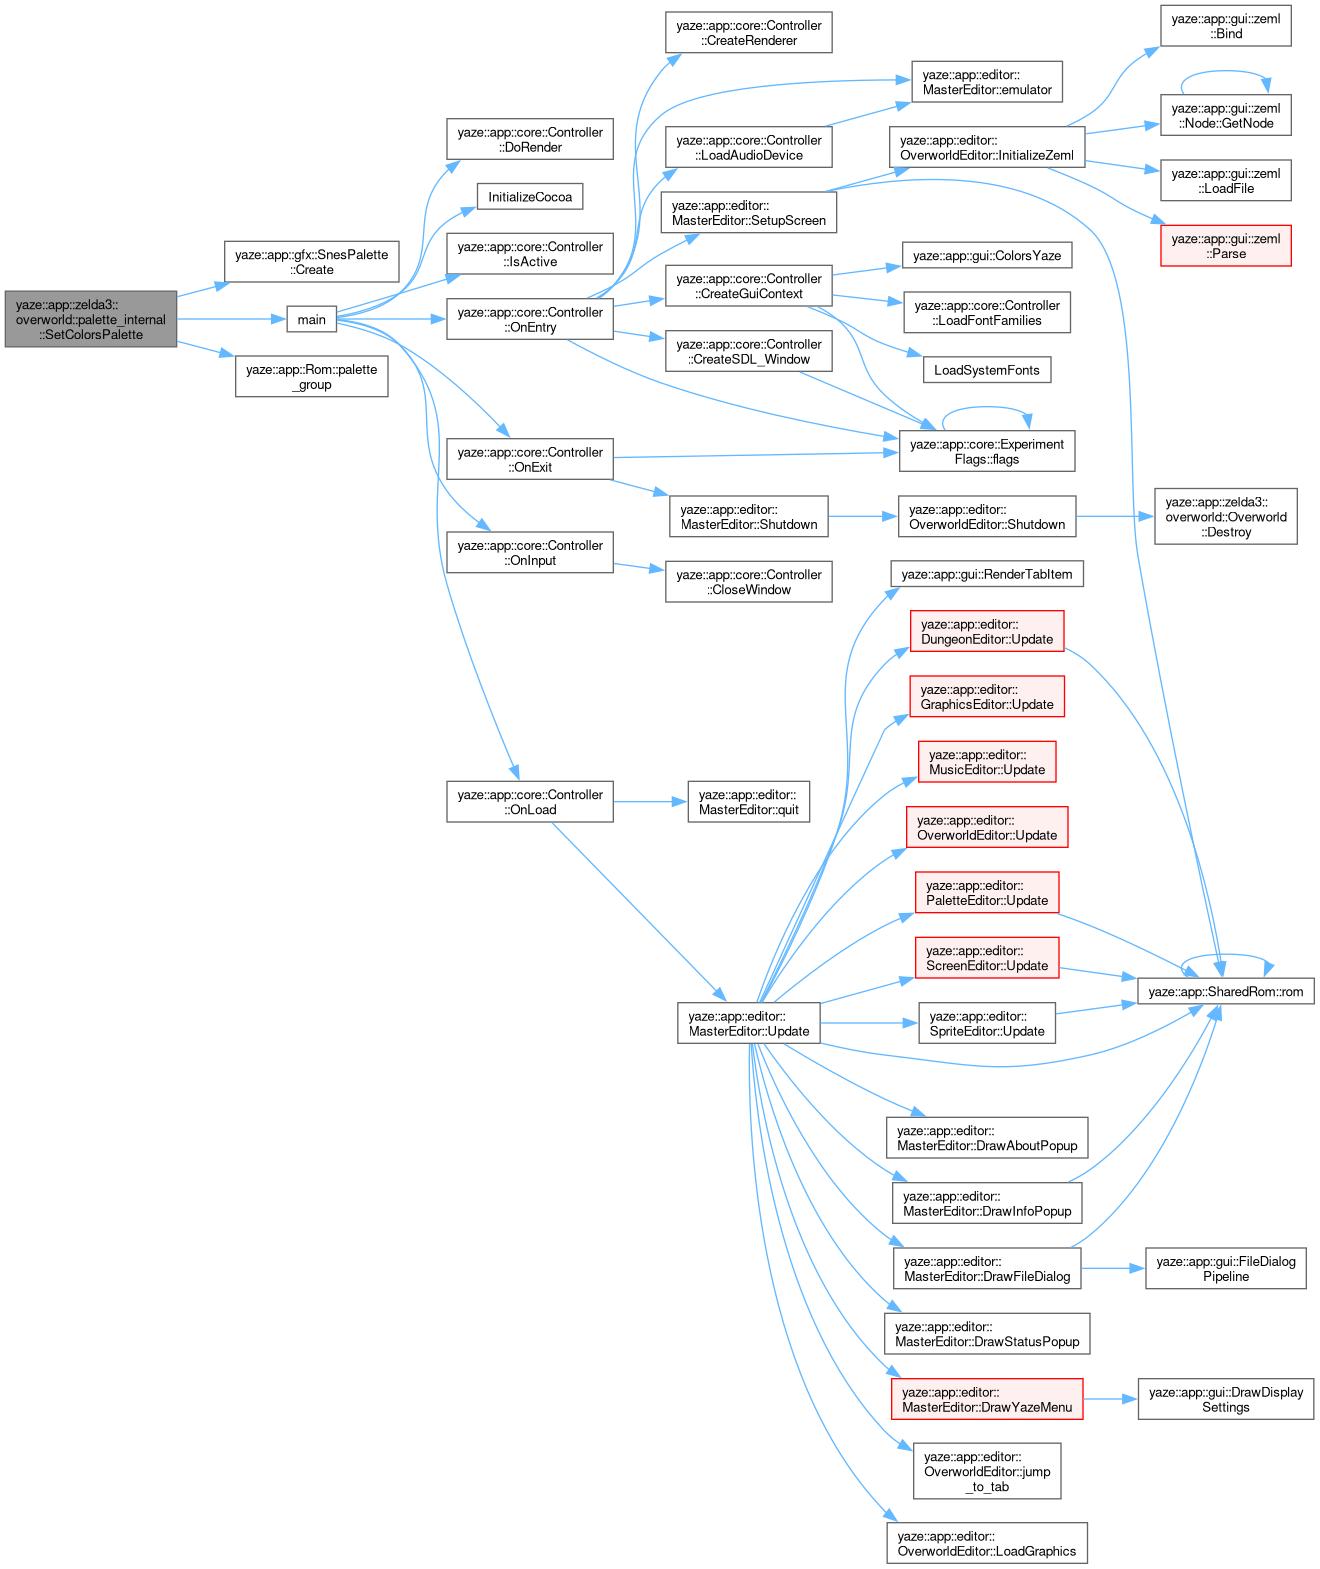 yaze::app::zelda3::
overworld::palette_internal
::SetColorsPalette
yaze::app::gfx::SnesPalette
::Create
main
yaze::app::Rom::palette
_group
yaze::app::core::Controller
::DoRender
InitializeCocoa
yaze::app::core::Controller
::IsActive
yaze::app::core::Controller
::OnEntry
yaze::app::core::Controller
::OnExit
yaze::app::core::Controller
::OnInput
yaze::app::core::Controller
::OnLoad
yaze::app::core::Controller
::CreateRenderer
yaze::app::core::Controller
::LoadAudioDevice
yaze::app::editor::
MasterEditor::SetupScreen
yaze::app::core::Controller
::CreateGuiContext
yaze::app::core::Controller
::CreateSDL_Window
yaze::app::editor::
MasterEditor::Shutdown
yaze::app::core::Controller
::CloseWindow
yaze::app::editor::
MasterEditor::quit
yaze::app::editor::
MasterEditor::Update
yaze::app::editor::
MasterEditor::emulator
yaze::app::editor::
OverworldEditor::InitializeZeml
yaze::app::gui::ColorsYaze
yaze::app::core::Controller
::LoadFontFamilies
LoadSystemFonts
yaze::app::core::Experiment
Flags::flags
yaze::app::editor::
OverworldEditor::Shutdown
yaze::app::gui::RenderTabItem
yaze::app::editor::
DungeonEditor::Update
yaze::app::editor::
GraphicsEditor::Update
yaze::app::editor::
MusicEditor::Update
yaze::app::editor::
OverworldEditor::Update
yaze::app::editor::
PaletteEditor::Update
yaze::app::editor::
ScreenEditor::Update
yaze::app::editor::
SpriteEditor::Update
yaze::app::editor::
MasterEditor::DrawAboutPopup
yaze::app::editor::
MasterEditor::DrawInfoPopup
yaze::app::editor::
MasterEditor::DrawFileDialog
yaze::app::editor::
MasterEditor::DrawStatusPopup
yaze::app::editor::
MasterEditor::DrawYazeMenu
yaze::app::editor::
OverworldEditor::jump
_to_tab
yaze::app::editor::
OverworldEditor::LoadGraphics
yaze::app::gui::zeml
::Bind
yaze::app::gui::zeml
::Node::GetNode
yaze::app::gui::zeml
::LoadFile
yaze::app::gui::zeml
::Parse
yaze::app::zelda3::
overworld::Overworld
::Destroy
yaze::app::SharedRom::rom
yaze::app::gui::FileDialog
Pipeline
yaze::app::gui::DrawDisplay
Settings